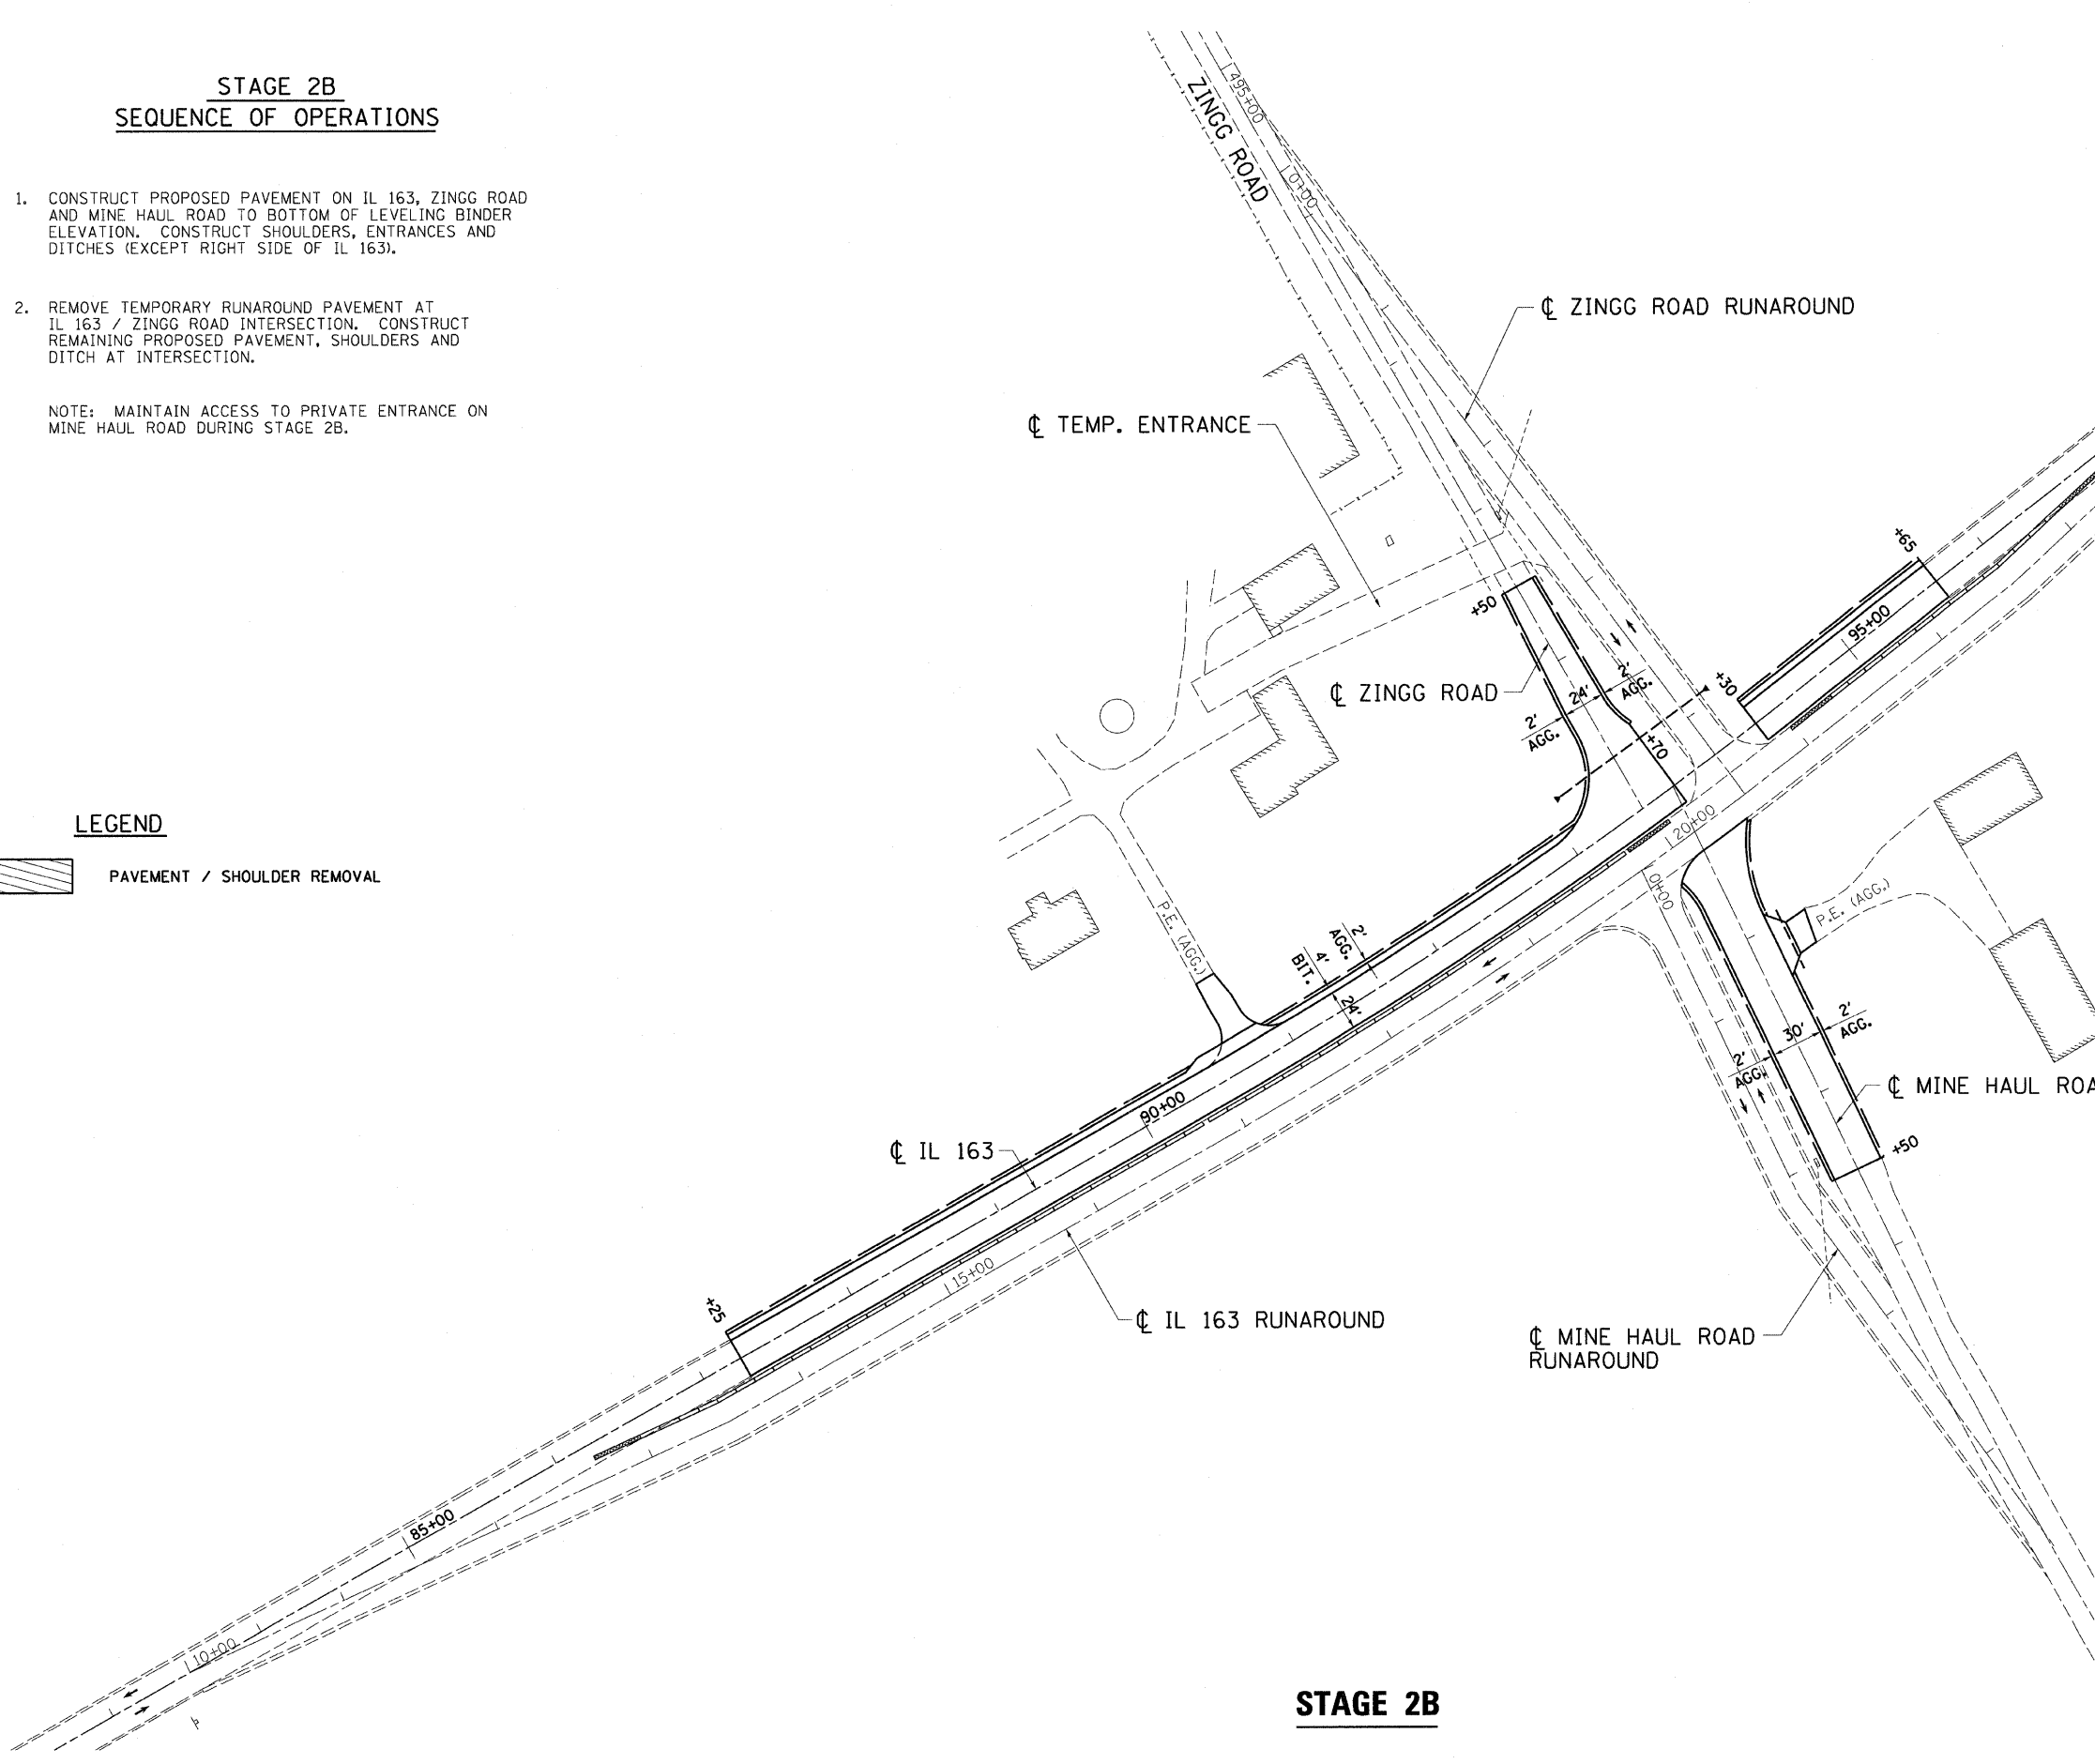 STAGE 2B
SEQUENCE OF OPERATIONS
1. CONSTRUCT PROPOSED PAVEMENT ON IL 163, ZINGG ROAD
AND MINE HAUL ROAD TO BOTTOM OF LEVELING BINDER
ELEVATION. CONSTRUCT SHOULDERS, ENTRANCES AND
DITCHES (EXCEPT RIGHT SIDE OF IL 163).
2. REMOVE TEMPORARY RUNAROUND PAVEMENT AT
IL 163 / ZINGG ROAD INTERSECTION. CONSTRUCT
REMAINING PROPOSED PAVEMENT, SHOULDERS AND
DITCH AT INTERSECTION.
NOTE: MAINTAIN ACCESS TO PRIVATE ENTRANCE ON
MINE HAUL ROAD DURING STAGE 2B.
LEGEND
PAVEMENT / SHOULDER REMOVAL
ZINGG ROAD
495+00
0+00
℄ ZINGG ROAD RUNAROUND
℄ TEMP. ENTRANCE
+50
℄ ZINGG ROAD
2'
AGG.
24'
2'
AGG.
+70
+30
+65
95+00
20+00
0+00
P.E. (AGG.)
P.E. (AGG.)
2'
AGG.
4'
BIT.
24'
2'
AGG.
30'
2'
AGG.
℄ MINE HAUL ROA
+50
90+00
℄ IL 163
15+00
+25
℄ IL 163 RUNAROUND
℄ MINE HAUL ROAD
RUNAROUND
85+00
10+00
STAGE 2B